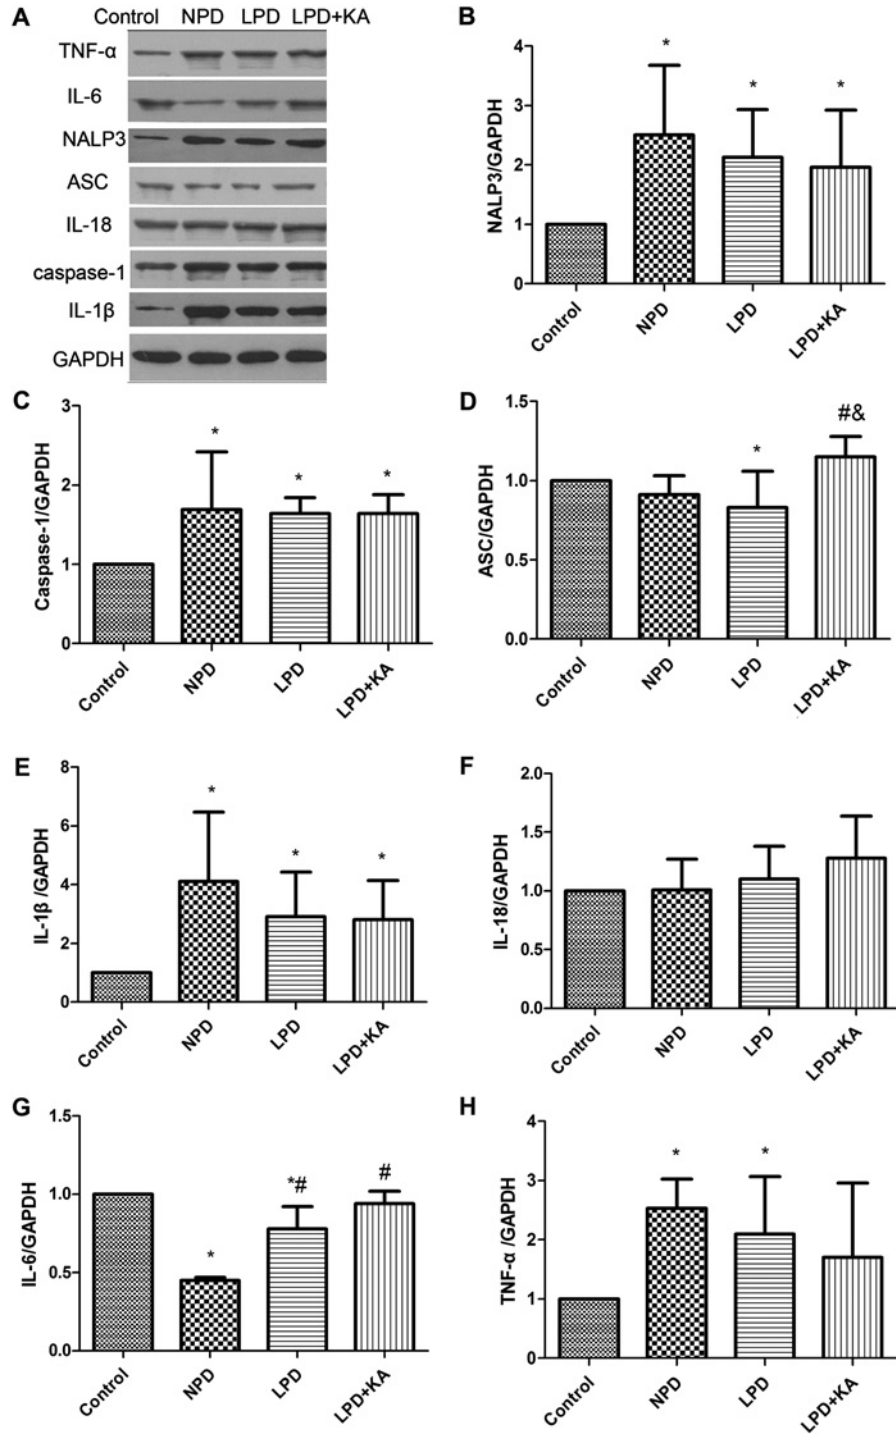 A
Control NPD LPD LPD+KA
TNF-α
IL-6
NALP3
ASC
IL-18
caspase-1
IL-1β
GAPDH
B
NALP3/GAPDH
4
3
2
1
0
* * *
Control NPD LPD LPD+KA
C
Caspase-1/GAPDH
3
2
1
0
* * *
Control NPD LPD LPD+KA
D
ASC/GAPDH
1.5
1.0
0.5
0.0
* #&
Control NPD LPD LPD+KA
E
IL-1β /GAPDH
8
6
4
2
0
* * *
Control NPD LPD LPD+KA
F
IL-18/GAPDH
2.0
1.5
1.0
0.5
0.0
Control NPD LPD LPD+KA
G
IL-6/GAPDH
1.5
1.0
0.5
0.0
* *# #
Control NPD LPD LPD+KA
H
TNF-α /GAPDH
4
3
2
1
0
* *
Control NPD LPD LPD+KA